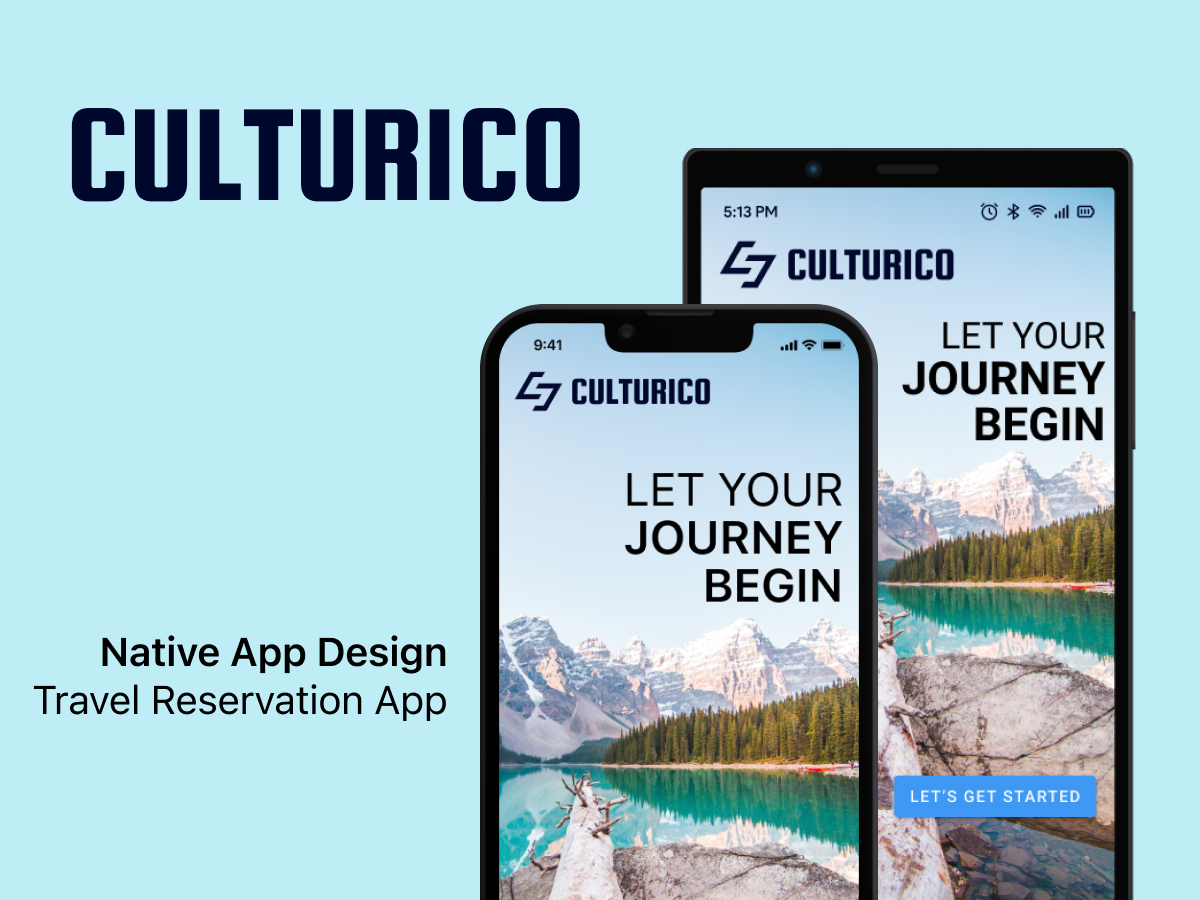 CULTURICO
5:13 PM
CULTURICO
LET YOUR
JOURNEY
BEGIN
LET'S GET STARTED
9:41
CULTURICO
LET YOUR
JOURNEY
BEGIN
Native App Design
Travel Reservation App